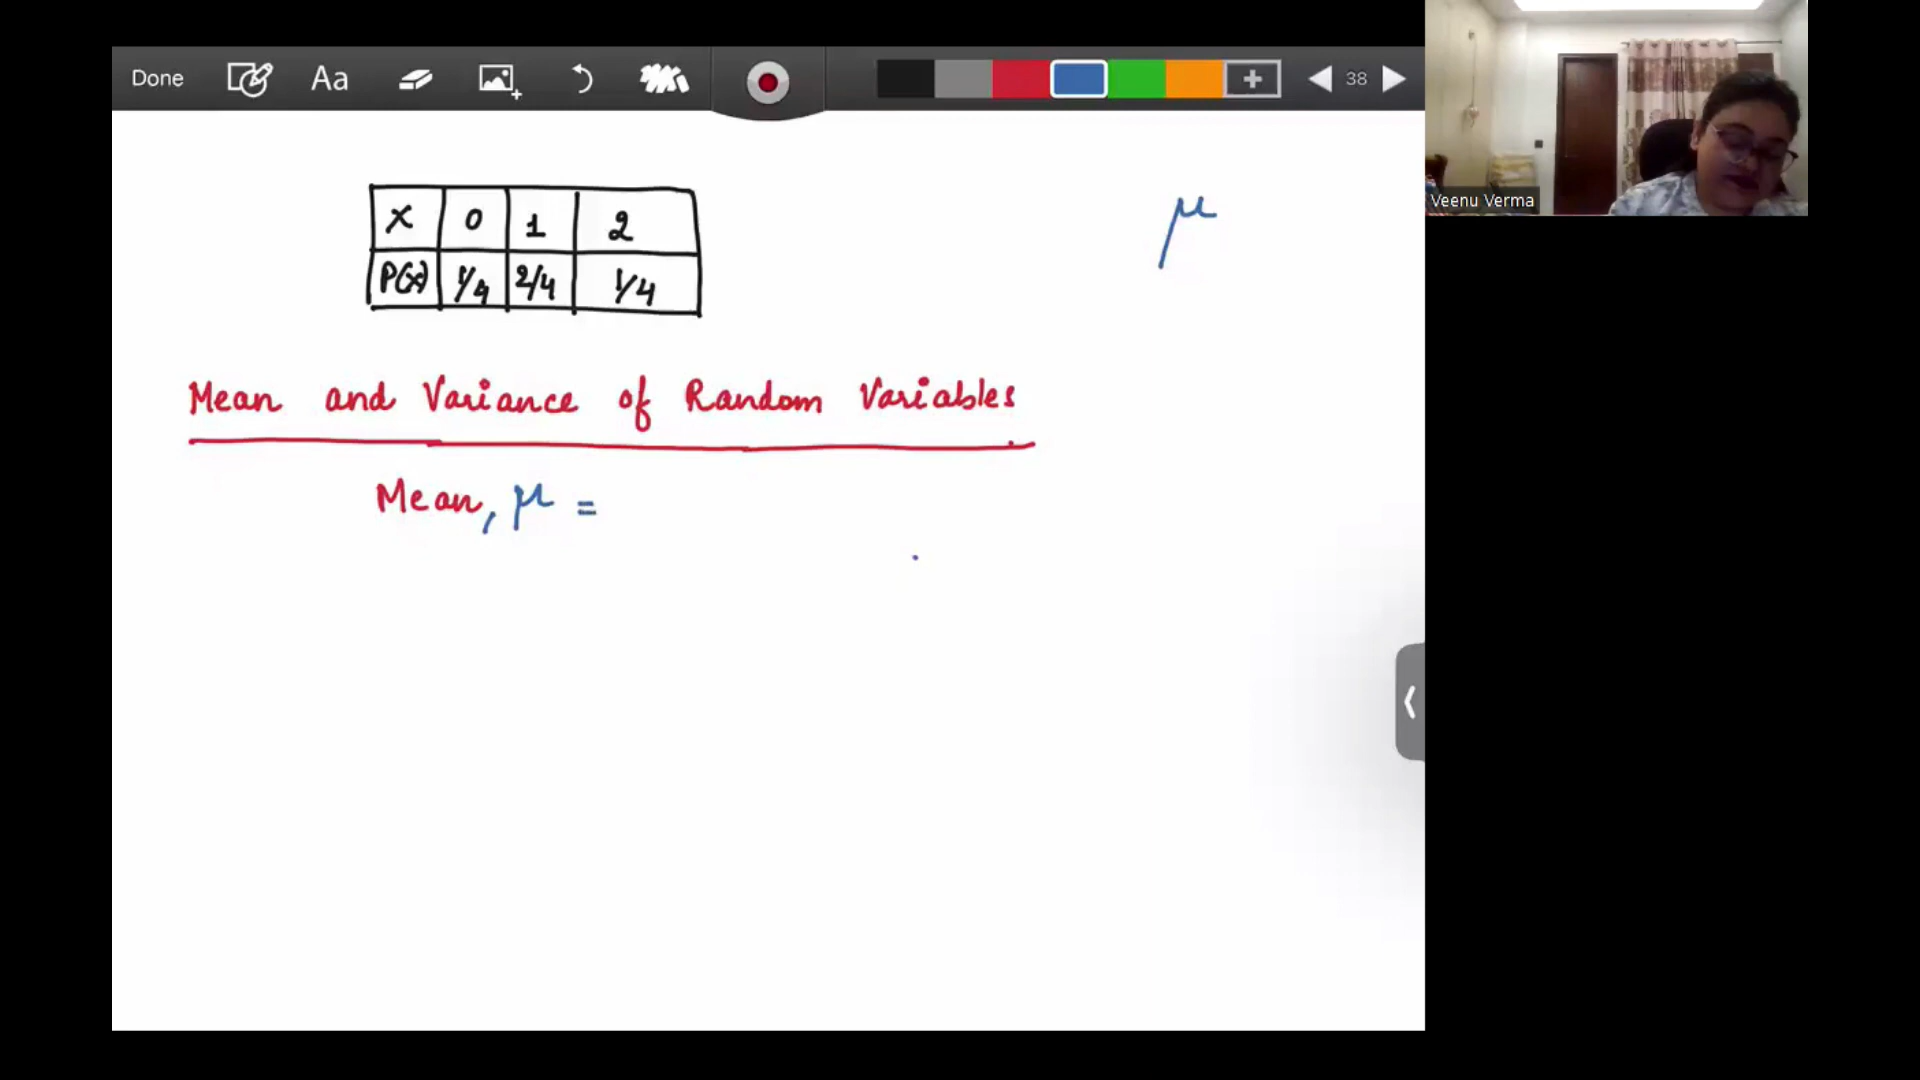 Done Aa 38
Veenu Verma
X 0 1 2
P(x) 1/4 2/4 1/4
μ
Mean and Variance of Random Variables
Mean, μ =